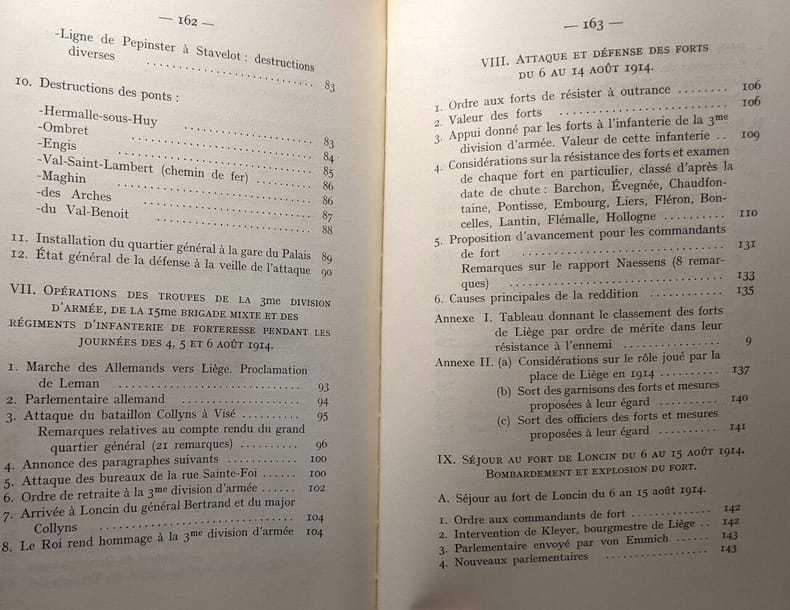 — 162 —
-Ligne de Pepinster à Stavelot : destructions
diverses .................... 83
10. Destructions des ponts :
-Hermalle-sous-Huy .................... 83
-Ombret .................... 84
-Engis .................... 85
-Val-Saint-Lambert (chemin de fer) .......... 86
-Maghin .................... 86
-des Arches .................... 87
-du Val-Benoit .................... 88
11. Installation du quartier général à la gare du Palais 89
12. État général de la défense à la veille de l'attaque 90
VII. OPÉRATIONS DES TROUPES DE LA 3me DIVISION
D'ARMÉE, DE LA 15me BRIGADE MIXTE ET DES
RÉGIMENTS D'INFANTERIE DE FORTERESSE PENDANT LES
JOURNÉES DES 4, 5 ET 6 AOÛT 1914.
1. Marche des Allemands vers Liége. Proclamation
de Leman .................... 93
2. Parlementaire allemand .................... 94
3. Attaque du bataillon Collyns à Visé .......... 95
Remarques relatives au compte rendu du grand
quartier général (21 remarques) .......... 96
4. Annonce des paragraphes suivants .......... 100
5. Attaque des bureaux de la rue Sainte-Foi ....... 100
6. Ordre de retraite à la 3me division d'armée ...... 102
7. Arrivée à Loncin du général Bertrand et du major
Collyns .................... 104
8. Le Roi rend hommage à la 3me division d'armée 104
— 163 —
VIII. ATTAQUE ET DÉFENSE DES FORTS
DU 6 AU 14 AOÛT 1914.
1. Ordre aux forts de résister à outrance ........ 106
2. Valeur des forts .................... 106
3. Appui donné par les forts à l'infanterie de la 3me
division d'armée. Valeur de cette infanterie .. 109
4. Considérations sur la résistance des forts et examen
de chaque fort en particulier, classé d'après la
date de chute : Barchon, Évegnée, Chaudfon-
taine, Pontisse, Embourg, Liers, Fléron, Bon-
celles, Lantin, Flémalle, Hollogne .......... 110
5. Proposition d'avancement pour les commandants
de fort .................... 131
Remarques sur le rapport Naessens (8 remar-
ques) .................... 133
6. Causes principales de la reddition ............ 135
Annexe I. Tableau donnant le classement des forts
de Liége par ordre de mérite dans leur
résistance à l'ennemi ................ 9
Annexe II. (a) Considérations sur le rôle joué par la
place de Liége en 1914 .......... 137
(b) Sort des garnisons des forts et mesures
proposées à leur égard .......... 140
(c) Sort des officiers des forts et mesures
proposées à leur égard .......... 141
IX. SÉJOUR AU FORT DE LONCIN DU 6 AU 15 AOÛT 1914.
BOMBARDEMENT ET EXPLOSION DU FORT.
A. Séjour au fort de Loncin du 6 au 15 août 1914.
1. Ordre aux commandants de fort .............. 142
2. Intervention de Kleyer, bourgmestre de Liége .. 142
3. Parlementaire envoyé par von Emmich ...... 143
4. Nouveaux parlementaires .................. 143